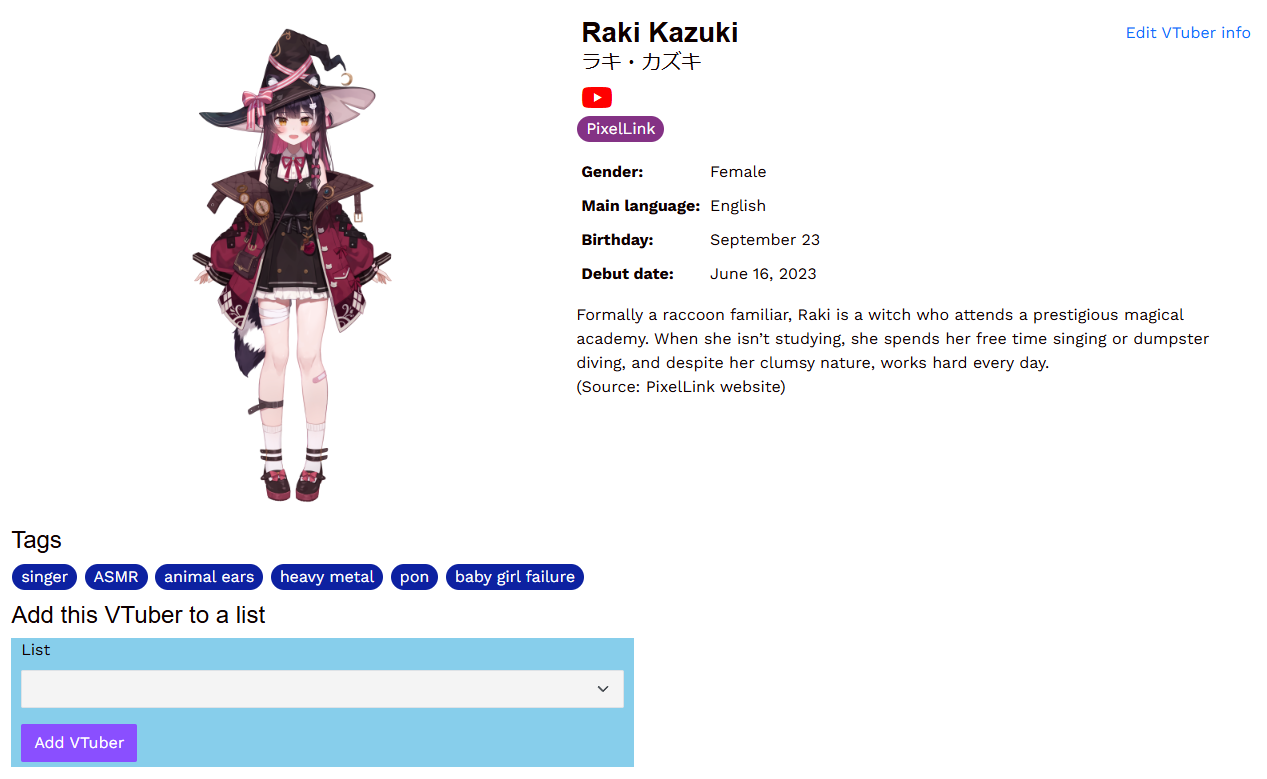 Raki Kazuki
Edit VTuber info
ラキ・カズキ
PixelLink
Gender: Female
Main language: English
Birthday: September 23
Debut date: June 16, 2023
Formally a raccoon familiar, Raki is a witch who attends a prestigious magical
academy. When she isn’t studying, she spends her free time singing or dumpster
diving, and despite her clumsy nature, works hard every day.
(Source: PixelLink website)
Tags
singer ASMR animal ears heavy metal pon baby girl failure
Add this VTuber to a list
List
Add VTuber